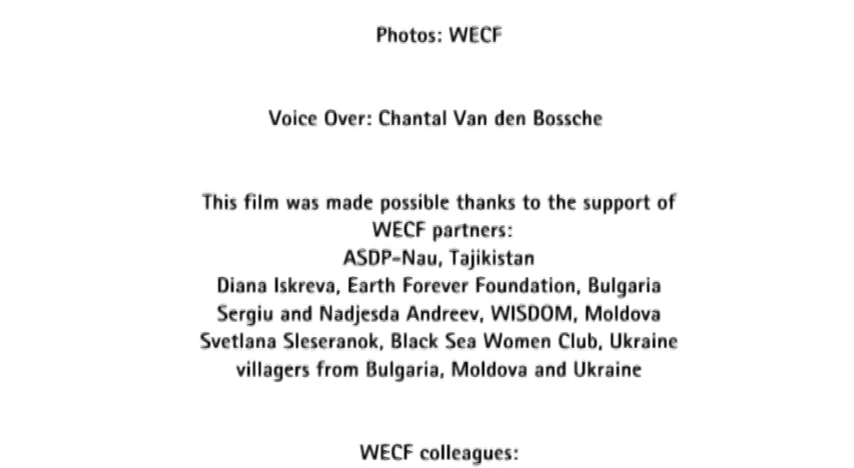 Photos: WECF
Voice Over: Chantal Van den Bossche
This film was made possible thanks to the support of
WECF partners:
ASDP-Nau, Tajikistan
Diana Iskreva, Earth Forever Foundation, Bulgaria
Sergiu and Nadjesda Andreev, WISDOM, Moldova
Svetlana Sleseranok, Black Sea Women Club, Ukraine
villagers from Bulgaria, Moldova and Ukraine
WECF colleagues: